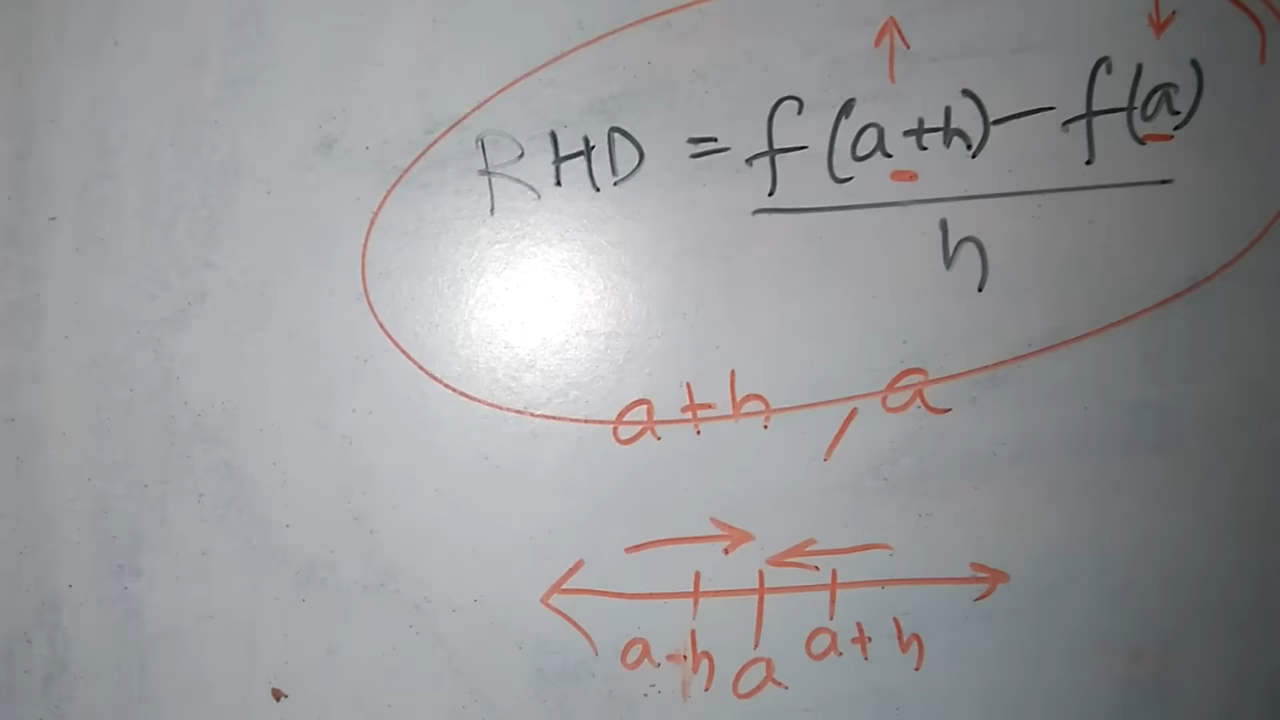 RHD = f(a+h) - f(a)
h
a+h , a
a-h a a+h